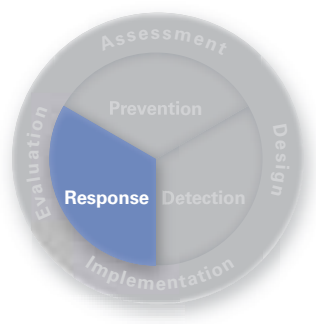 Assessment
Prevention
Evaluation
Design
Response
Detection
Implementation